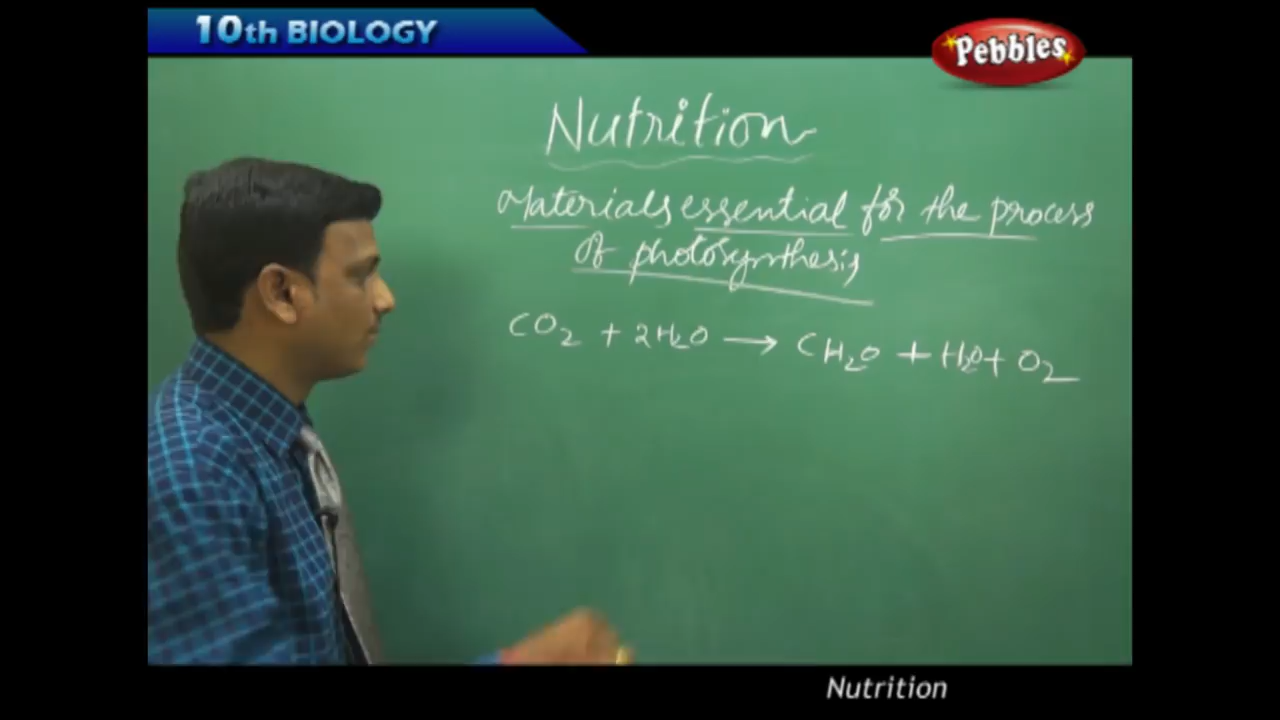 10th BIOLOGY
Pebbles
Nutrition
Materials essential for the process
of photosynthesis
CO2 + 2H2O → CH2O + H2O + O2
Nutrition